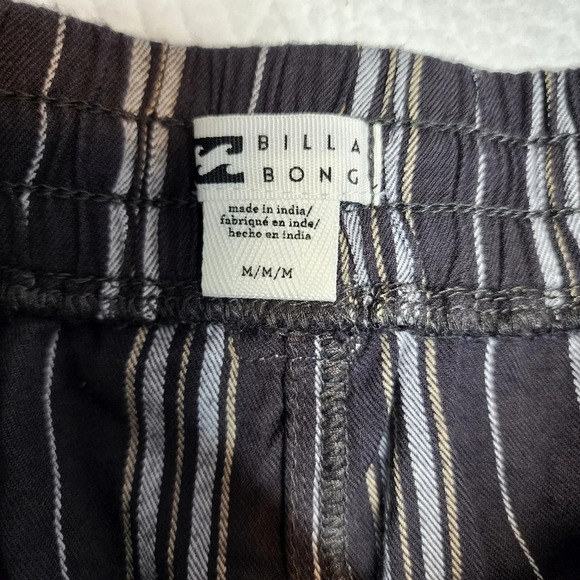 BILLA
BONG
made in india/
fabriqué en inde/
hecho en india
M/M/M